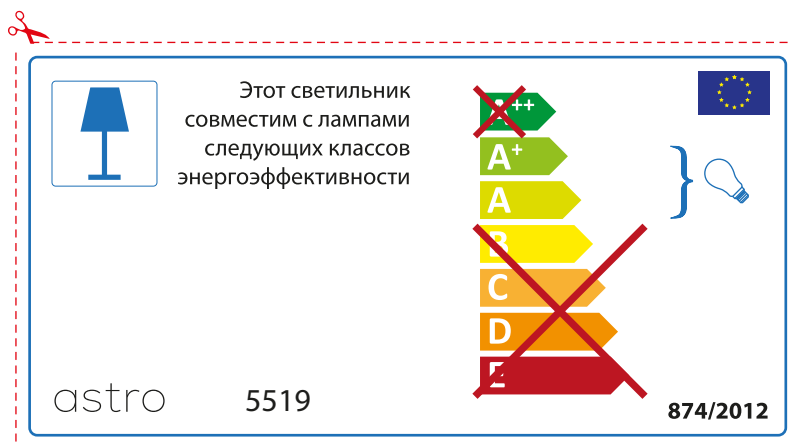 Этот светильник
совместим с лампами
следующих классов
энергоэффективности
A++
A+
A
B
C
D
E
astro
5519
874/2012